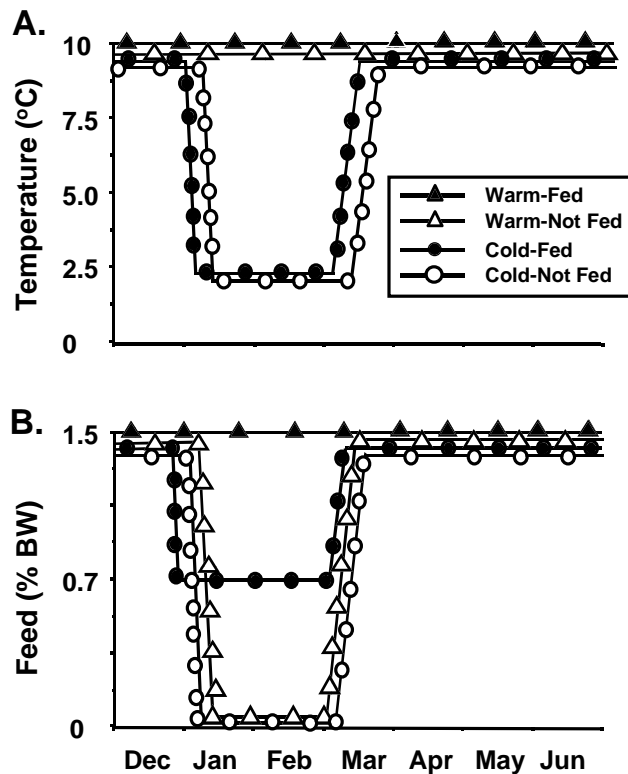 A.
Temperature (°C)
10
7.5
5.0
2.5
0
Warm-Fed
Warm-Not Fed
Cold-Fed
Cold-Not Fed
B.
Feed (% BW)
1.5
0.7
0
Dec Jan Feb Mar Apr May Jun